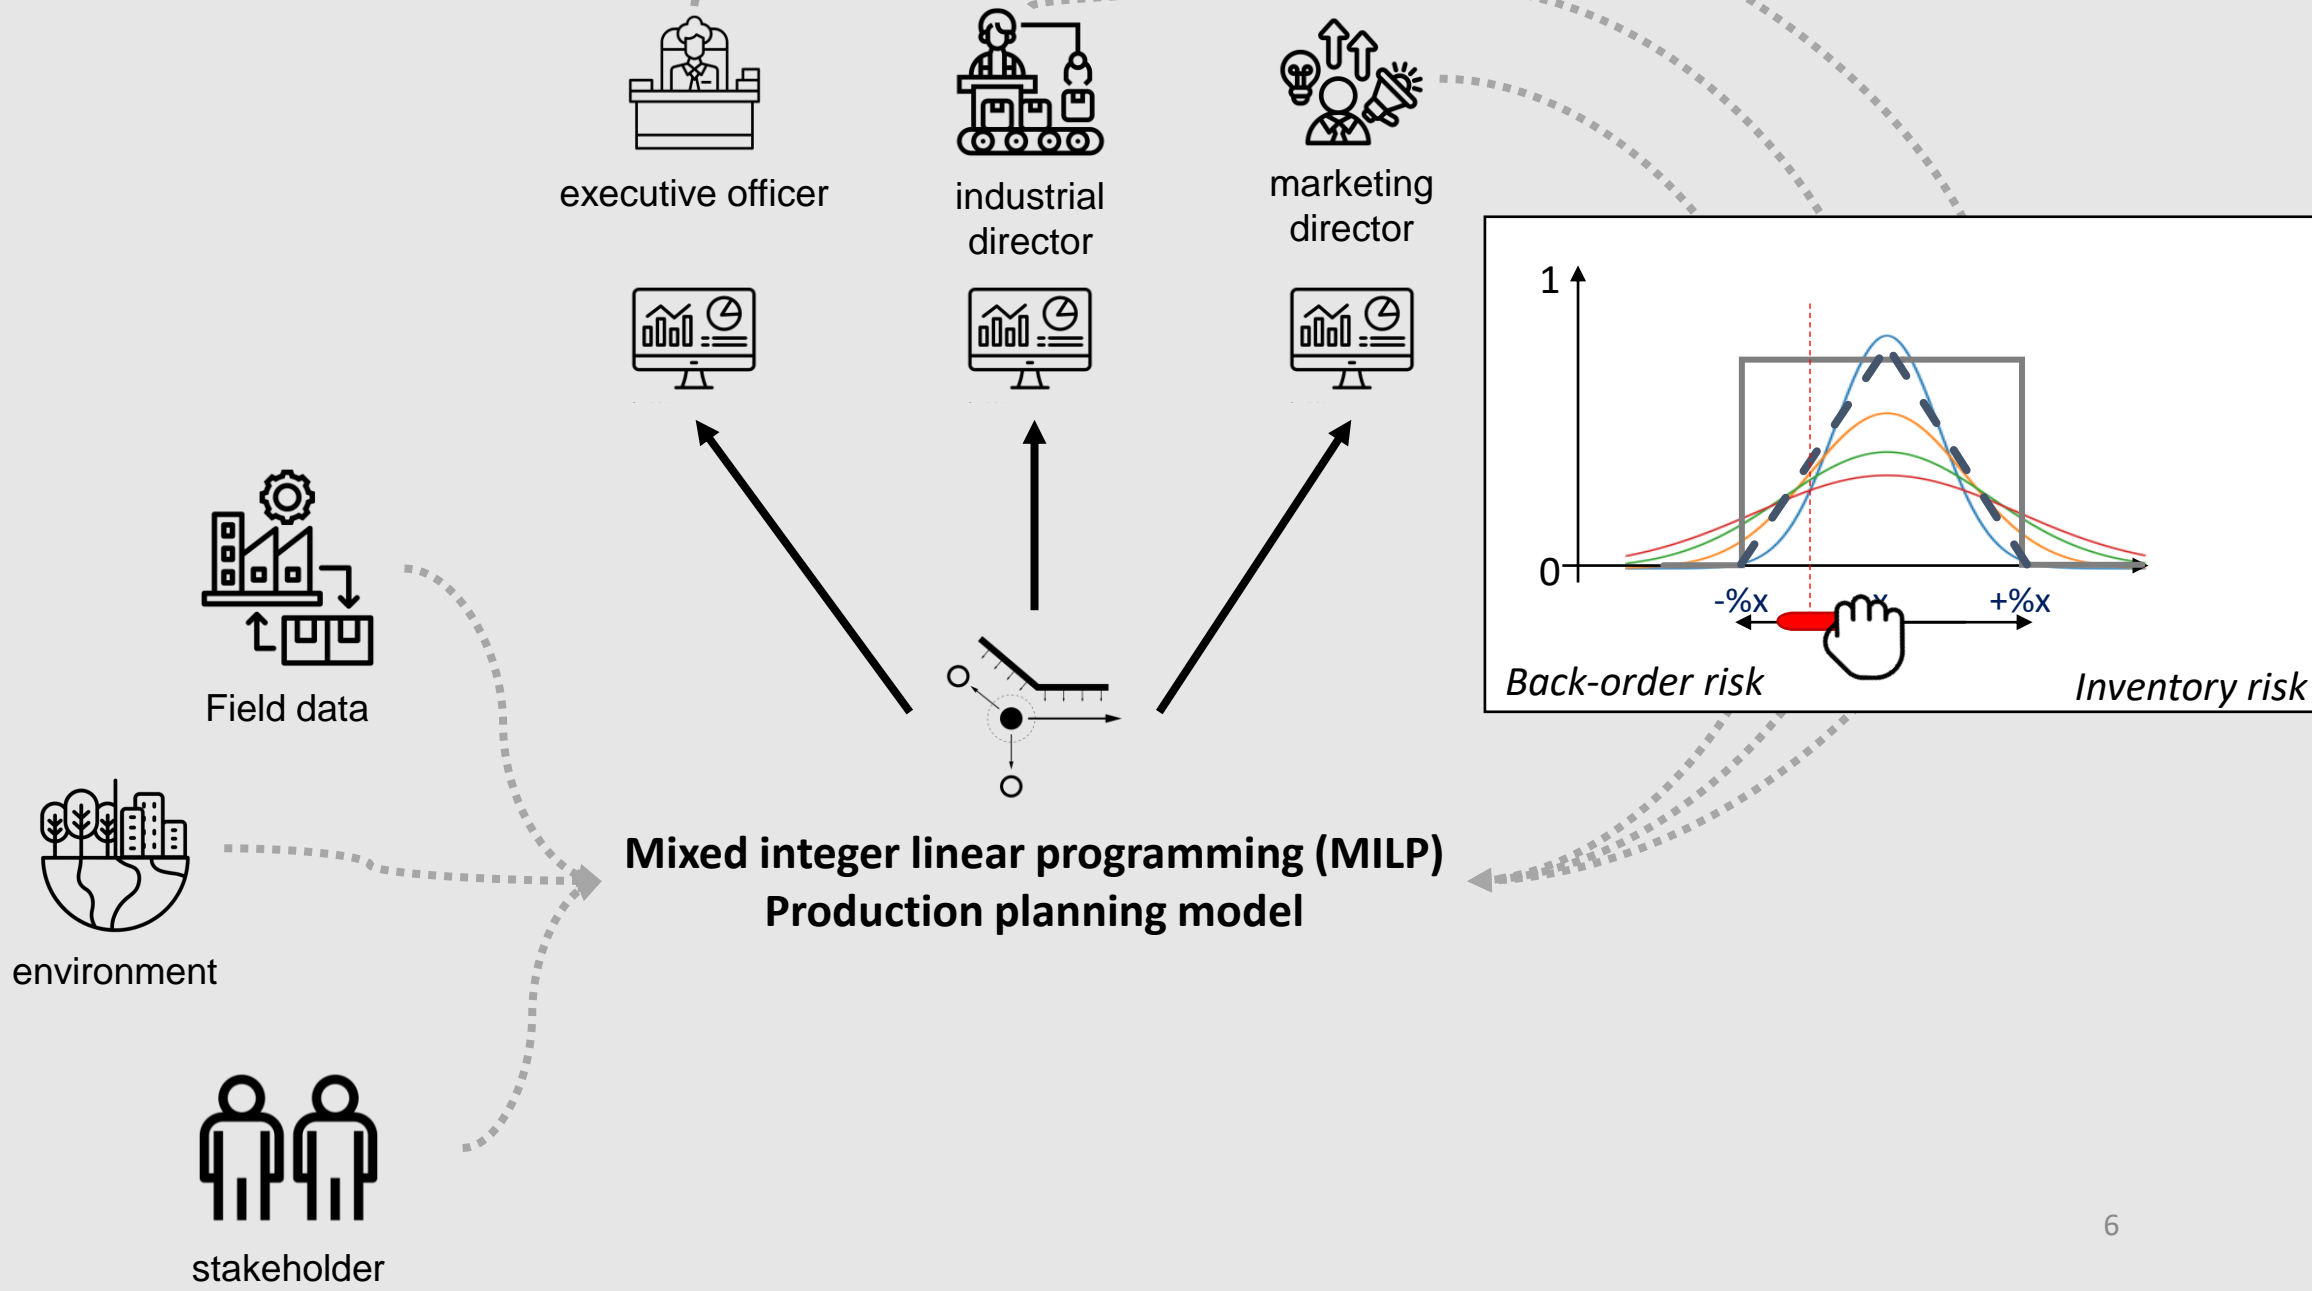 executive officer
industrial
director
marketing
director
1
0
-%x
+%x
Back-order risk
Inventory risk
Field data
Mixed integer linear programming (MILP)
Production planning model
environment
stakeholder
6